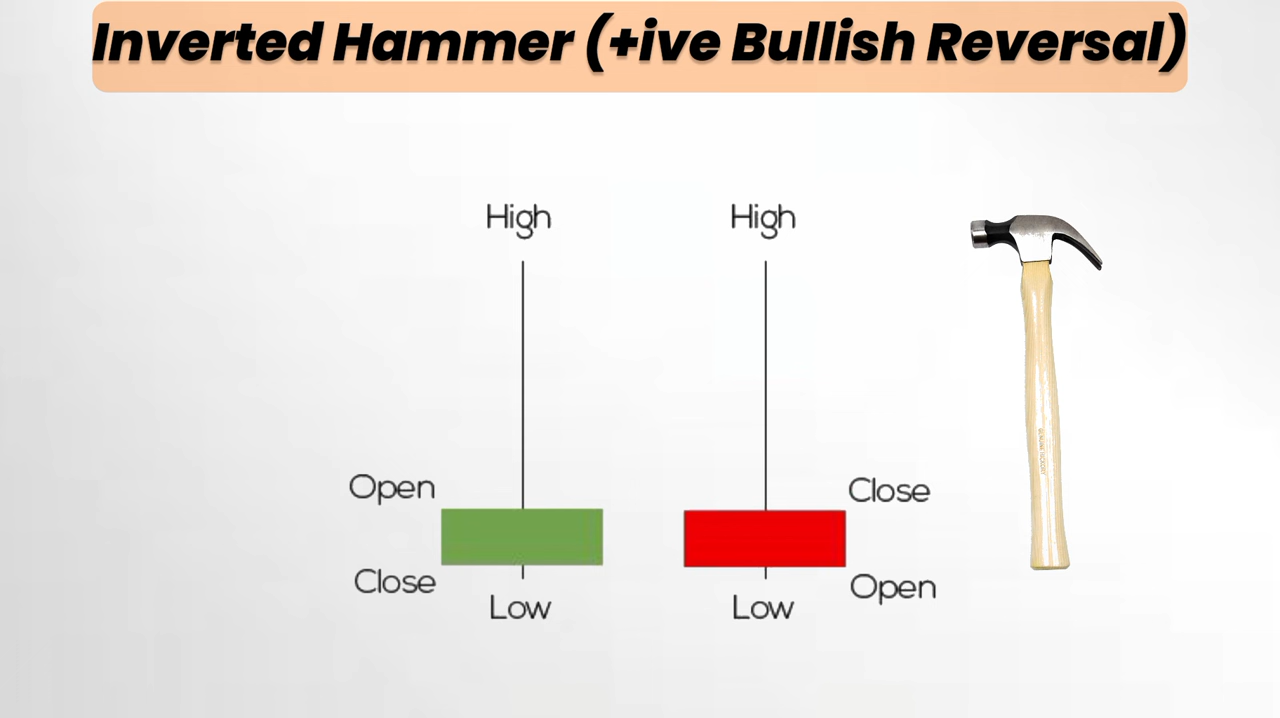 Inverted Hammer (+ive Bullish Reversal)
High
High
Open
Close
Close
Open
Low
Low